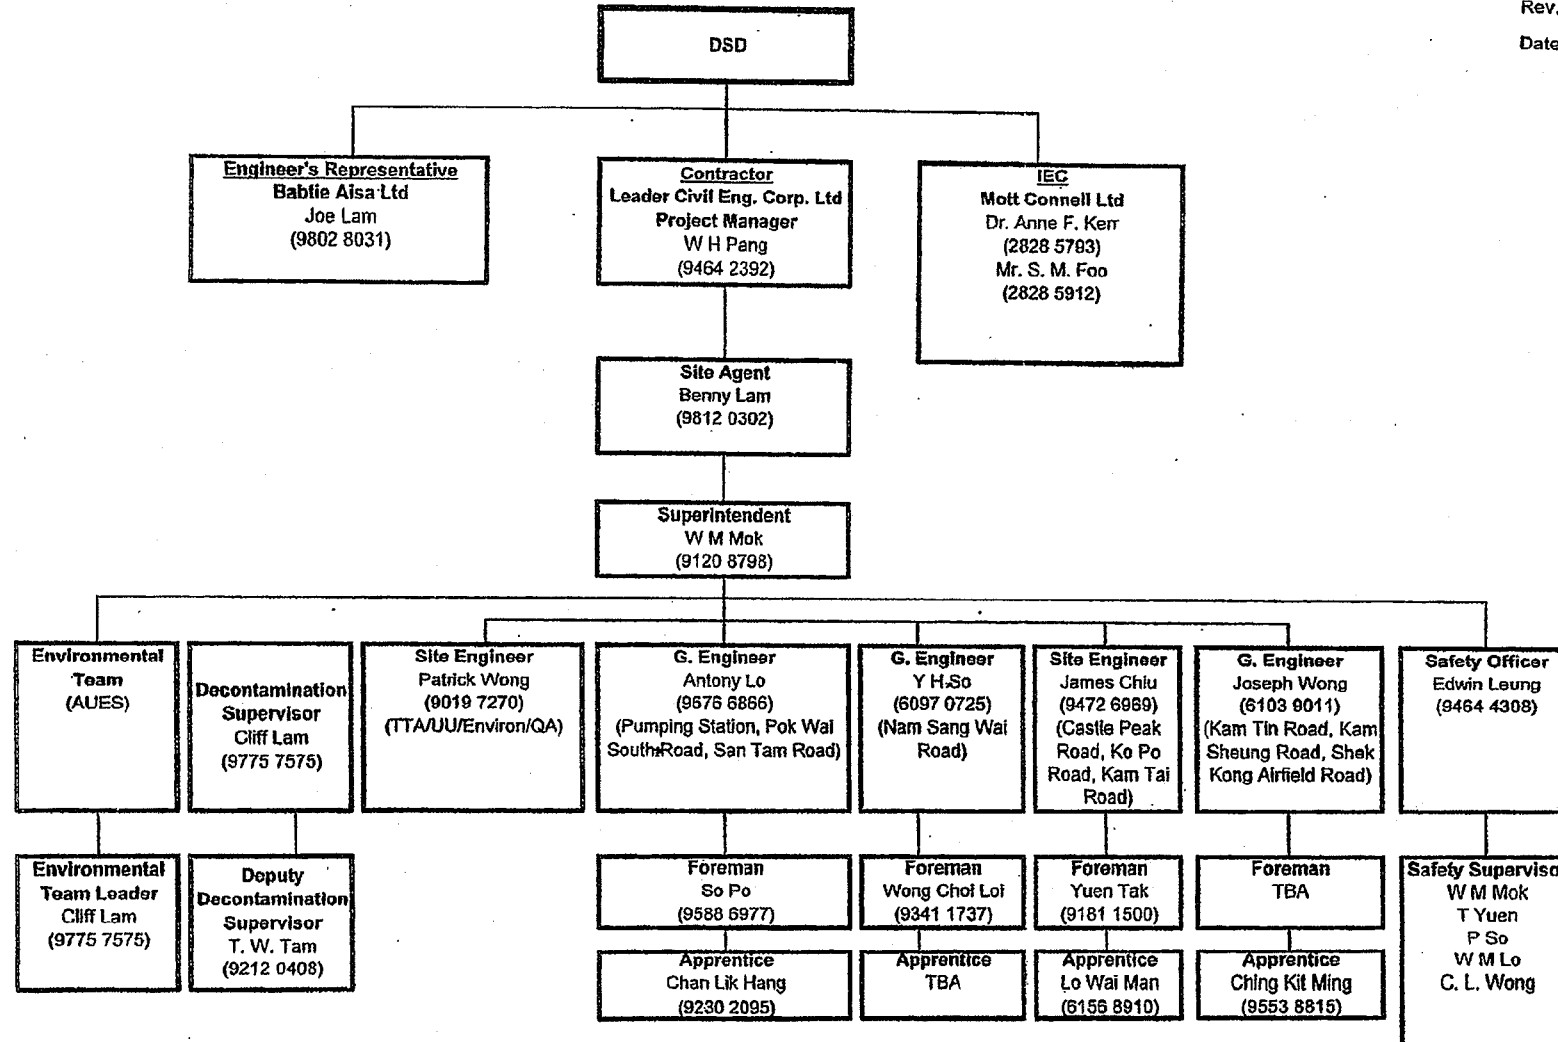 Rev.
Date
DSD
Engineer's Representative
Babtie Aisa Ltd
Joe Lam
(9802 8031)
Contractor
Leader Civil Eng. Corp. Ltd
Project Manager
W H Pang
(9464 2392)
IEC
Mott Connell Ltd
Dr. Anne F. Kerr
(2828 5793)
Mr. S. M. Foo
(2828 5912)
Site Agent
Benny Lam
(9812 0302)
Superintendent
W M Mok
(9120 8798)
Environmental
Team
(AUES)
Decontamination
Supervisor
Cliff Lam
(9775 7575)
Site Engineer
Patrick Wong
(9019 7270)
(TTA/UU/Environ/QA)
G. Engineer
Antony Lo
(9676 6866)
(Pumping Station, Pok Wai
South Road, San Tam Road)
G. Engineer
Y H So
(6097 0725)
(Nam Sang Wai
Road)
Site Engineer
James Chiu
(9472 6969)
(Castle Peak
Road, Ko Po
Road, Kam Tai
Road)
G. Engineer
Joseph Wong
(6103 9011)
(Kam Tin Road, Kam
Sheung Road, Shek
Kong Airfield Road)
Safety Officer
Edwin Leung
(9464 4308)
Environmental
Team Leader
Cliff Lam
(9775 7575)
Deputy
Decontamination
Supervisor
T. W. Tam
(9212 0408)
Foreman
So Po
(9588 6977)
Foreman
Wong Choi Loi
(9341 1737)
Foreman
Yuen Tak
(9181 1500)
Foreman
TBA
Safety Supervisor
W M Mok
T Yuen
P So
W M Lo
C. L. Wong
Apprentice
Chan Lik Hang
(9230 2095)
Apprentice
TBA
Apprentice
Lo Wai Man
(6156 8910)
Apprentice
Ching Kit Ming
(9553 8815)